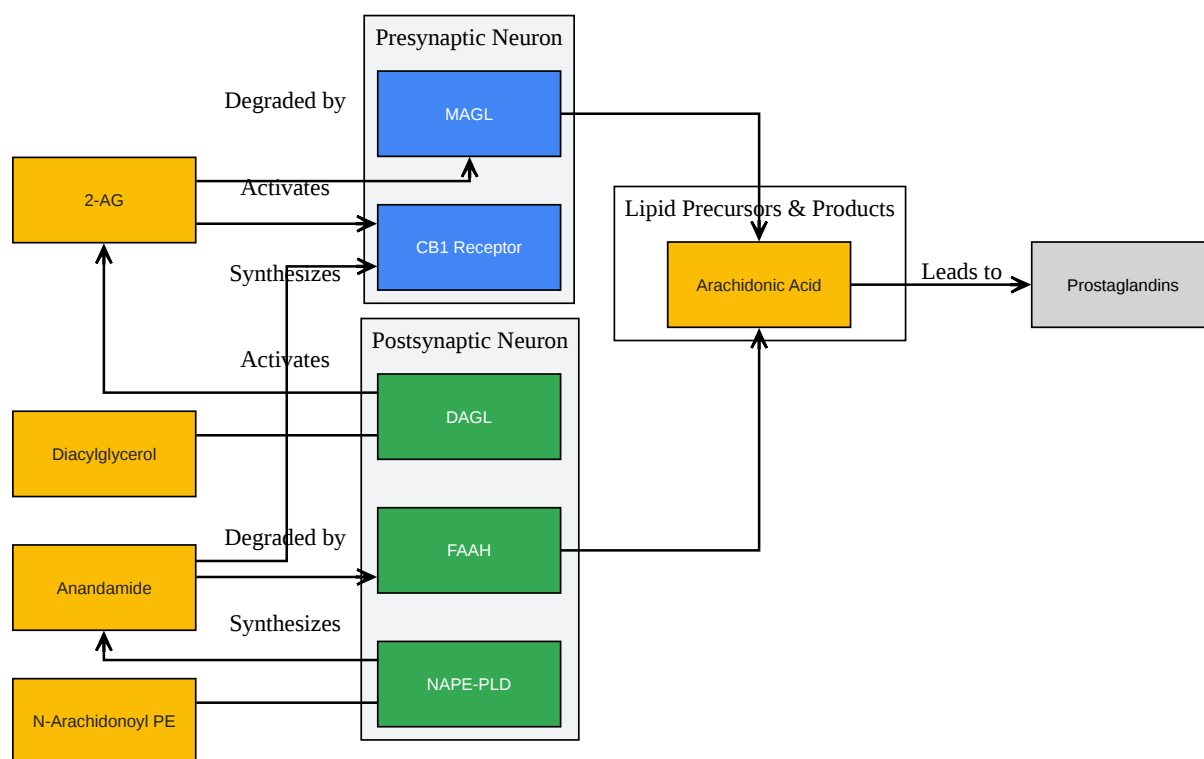 Presynaptic Neuron
Degraded by
MAGL
2-AG
Activates
CB1 Receptor
Synthesizes
Lipid Precursors & Products
Arachidonic Acid
Leads to
Prostaglandins
Postsynaptic Neuron
Activates
DAGL
Diacylglycerol
Degraded by
FAAH
Anandamide
Synthesizes
NAPE-PLD
N-Arachidonoyl PE